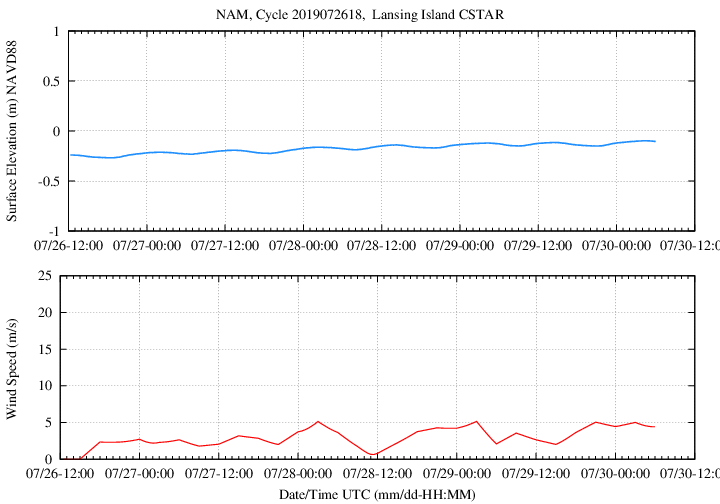 NAM, Cycle 2019072618, Lansing Island CSTAR
Surface Elevation (m) NAVD88
1
0.5
0
-0.5
-1
07/26-12:00 07/27-00:00 07/27-12:00 07/28-00:00 07/28-12:00 07/29-00:00 07/29-12:00 07/30-00:00 07/30-12:0
Wind Speed (m/s)
25
20
15
10
5
0
07/26-12:00 07/27-00:00 07/27-12:00 07/28-00:00 07/28-12:00 07/29-00:00 07/29-12:00 07/30-00:00 07/30-12:0
Date/Time UTC (mm/dd-HH:MM)